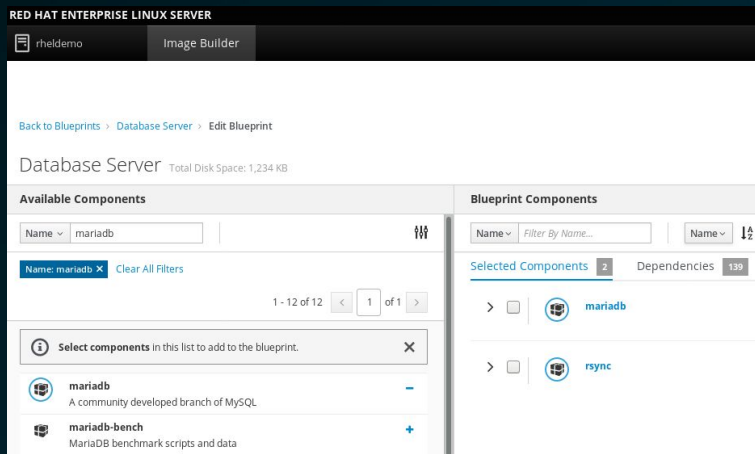 RED HAT ENTERPRISE LINUX SERVER
rheldemo Image Builder
Back to Blueprints > Database Server > Edit Blueprint
Database Server Total Disk Space: 1,234 KB
Available Components
Name mariadb
Name: mariadb × Clear All Filters
1 - 12 of 12 < 1 of 1 >
Select components in this list to add to the blueprint.
mariadb
A community developed branch of MySQL
mariadb-bench
MariaDB benchmark scripts and data
Blueprint Components
Name Filter By Name... Name
Selected Components 2 Dependencies 139
mariadb
rsync